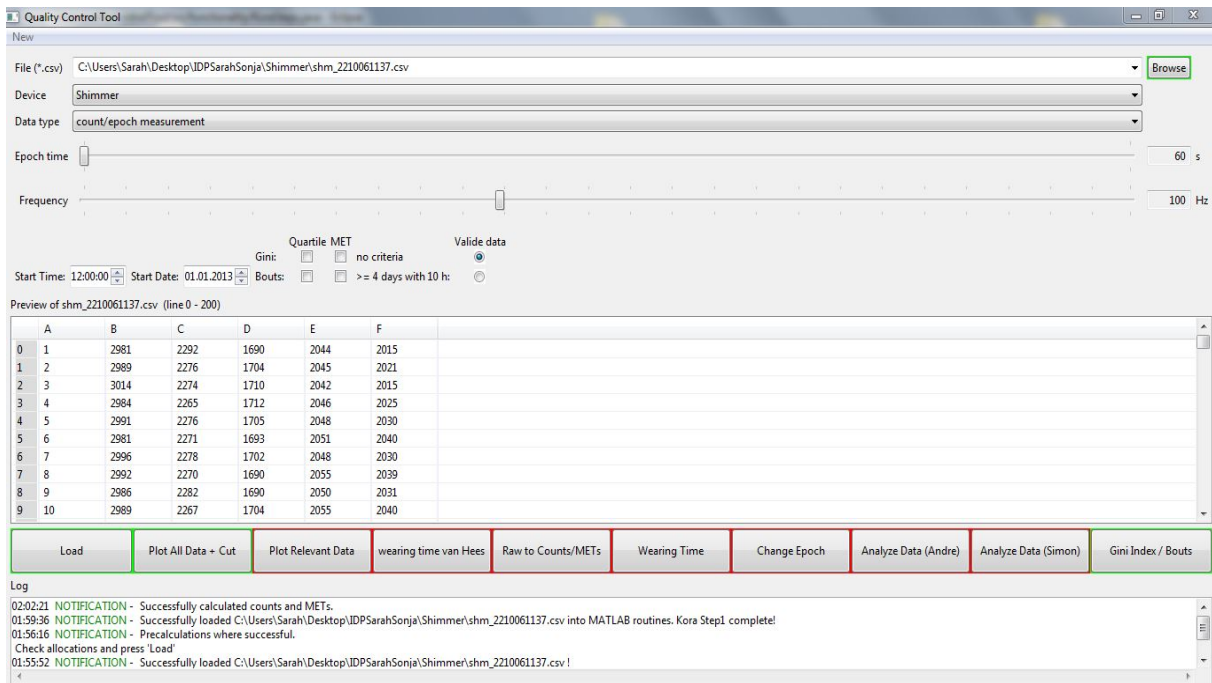 Quality Control Tool
New
File (*.csv) C:\Users\Sarah\Desktop\IDPSarahSonja\Shimmer\shm_2210061137.csv Browse
Device Shimmer
Data type count/epoch measurement
Epoch time 60 s
Frequency 100 Hz
Quartile MET Valide data
Gini: no criteria
Start Time: 12:00:00 Start Date: 01.01.2013 Bouts: >= 4 days with 10 h:
Preview of shm_2210061137.csv (line 0 - 200)
A B C D E F
0 1 2981 2292 1690 2044 2015
1 2 2989 2276 1704 2045 2021
2 3 3014 2274 1710 2042 2015
3 4 2984 2265 1712 2046 2025
4 5 2991 2276 1705 2048 2030
5 6 2981 2271 1693 2051 2040
6 7 2996 2278 1702 2048 2030
7 8 2992 2270 1690 2055 2039
8 9 2986 2282 1690 2050 2031
9 10 2989 2267 1704 2055 2040
Load Plot All Data + Cut Plot Relevant Data wearing time van Hees Raw to Counts/METs Wearing Time Change Epoch Analyze Data (Andre) Analyze Data (Simon) Gini Index / Bouts
Log
02:02:21 NOTIFICATION - Successfully calculated counts and METs.
01:59:36 NOTIFICATION - Successfully loaded C:\Users\Sarah\Desktop\IDPSarahSonja\Shimmer\shm_2210061137.csv into MATLAB routines. Kora Step1 complete!
01:56:16 NOTIFICATION - Precalculations where successful.
Check allocations and press 'Load'
01:55:52 NOTIFICATION - Successfully loaded C:\Users\Sarah\Desktop\IDPSarahSonja\Shimmer\shm_2210061137.csv !